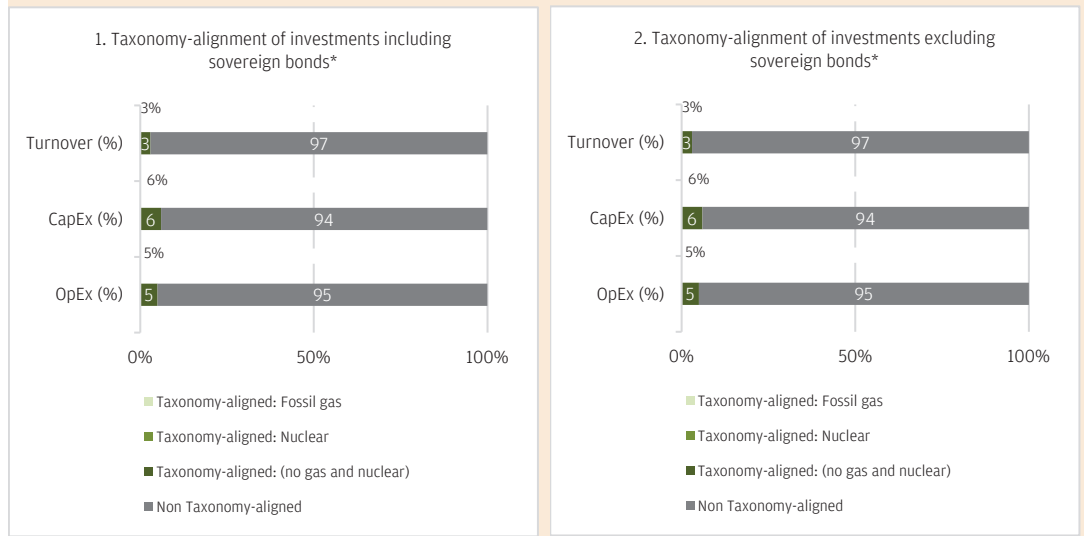 1. Taxonomy-alignment of investments including
sovereign bonds*
3%
Turnover (%)
3
97
6%
CapEx (%)
6
94
5%
OpEx (%)
5
95
0%
50%
100%
Taxonomy-aligned: Fossil gas
Taxonomy-aligned: Nuclear
Taxonomy-aligned: (no gas and nuclear)
Non Taxonomy-aligned
2. Taxonomy-alignment of investments excluding
sovereign bonds*
3%
Turnover (%)
3
97
6%
CapEx (%)
6
94
5%
OpEx (%)
5
95
0%
50%
100%
Taxonomy-aligned: Fossil gas
Taxonomy-aligned: Nuclear
Taxonomy-aligned: (no gas and nuclear)
Non Taxonomy-aligned